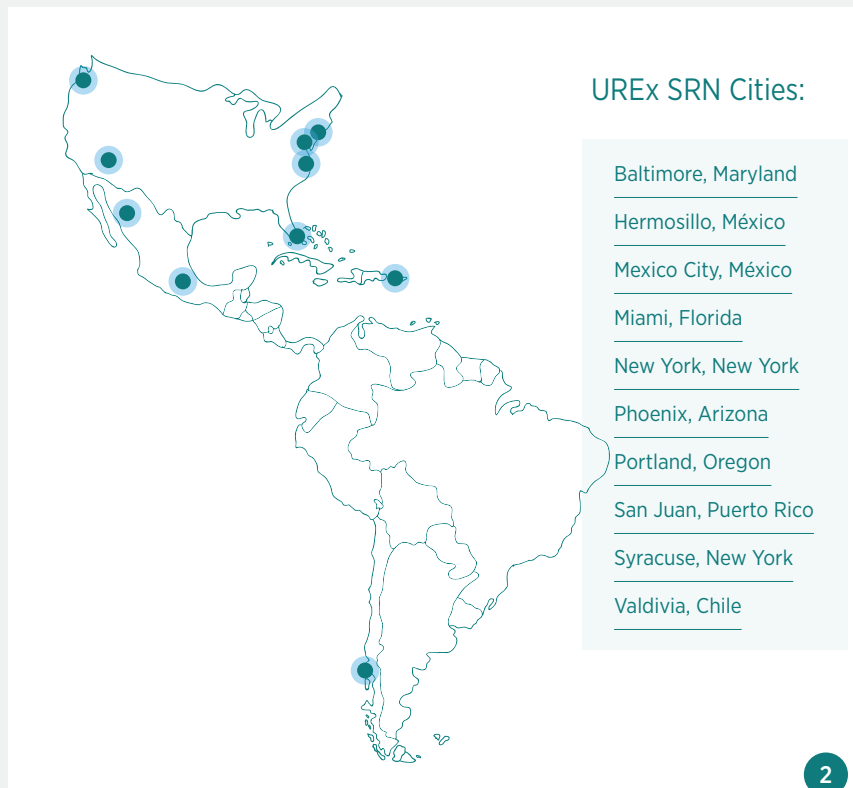 UREx SRN Cities:
Baltimore, Maryland
Hermosillo, México
Mexico City, México
Miami, Florida
New York, New York
Phoenix, Arizona
Portland, Oregon
San Juan, Puerto Rico
Syracuse, New York
Valdivia, Chile
2